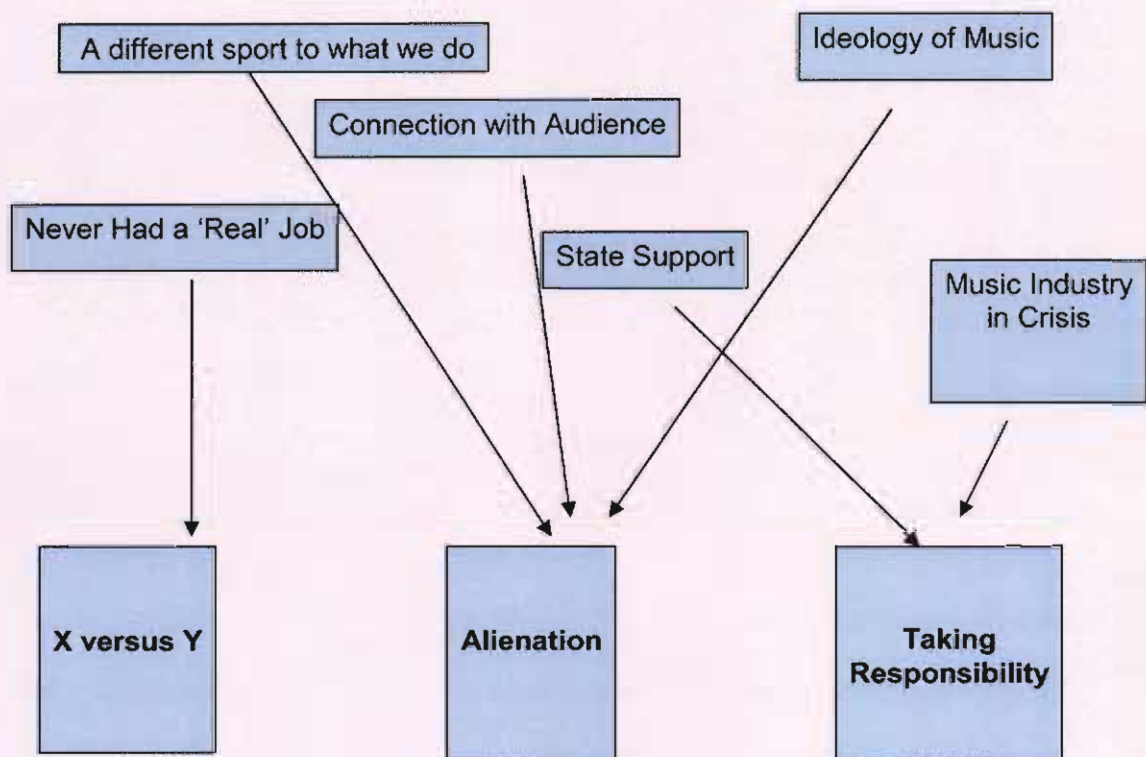 A different sport to what we do
Ideology of Music
Connection with Audience
Never Had a ‘Real’ Job
State Support
Music Industry
in Crisis
X versus Y
Alienation
Taking
Responsibility